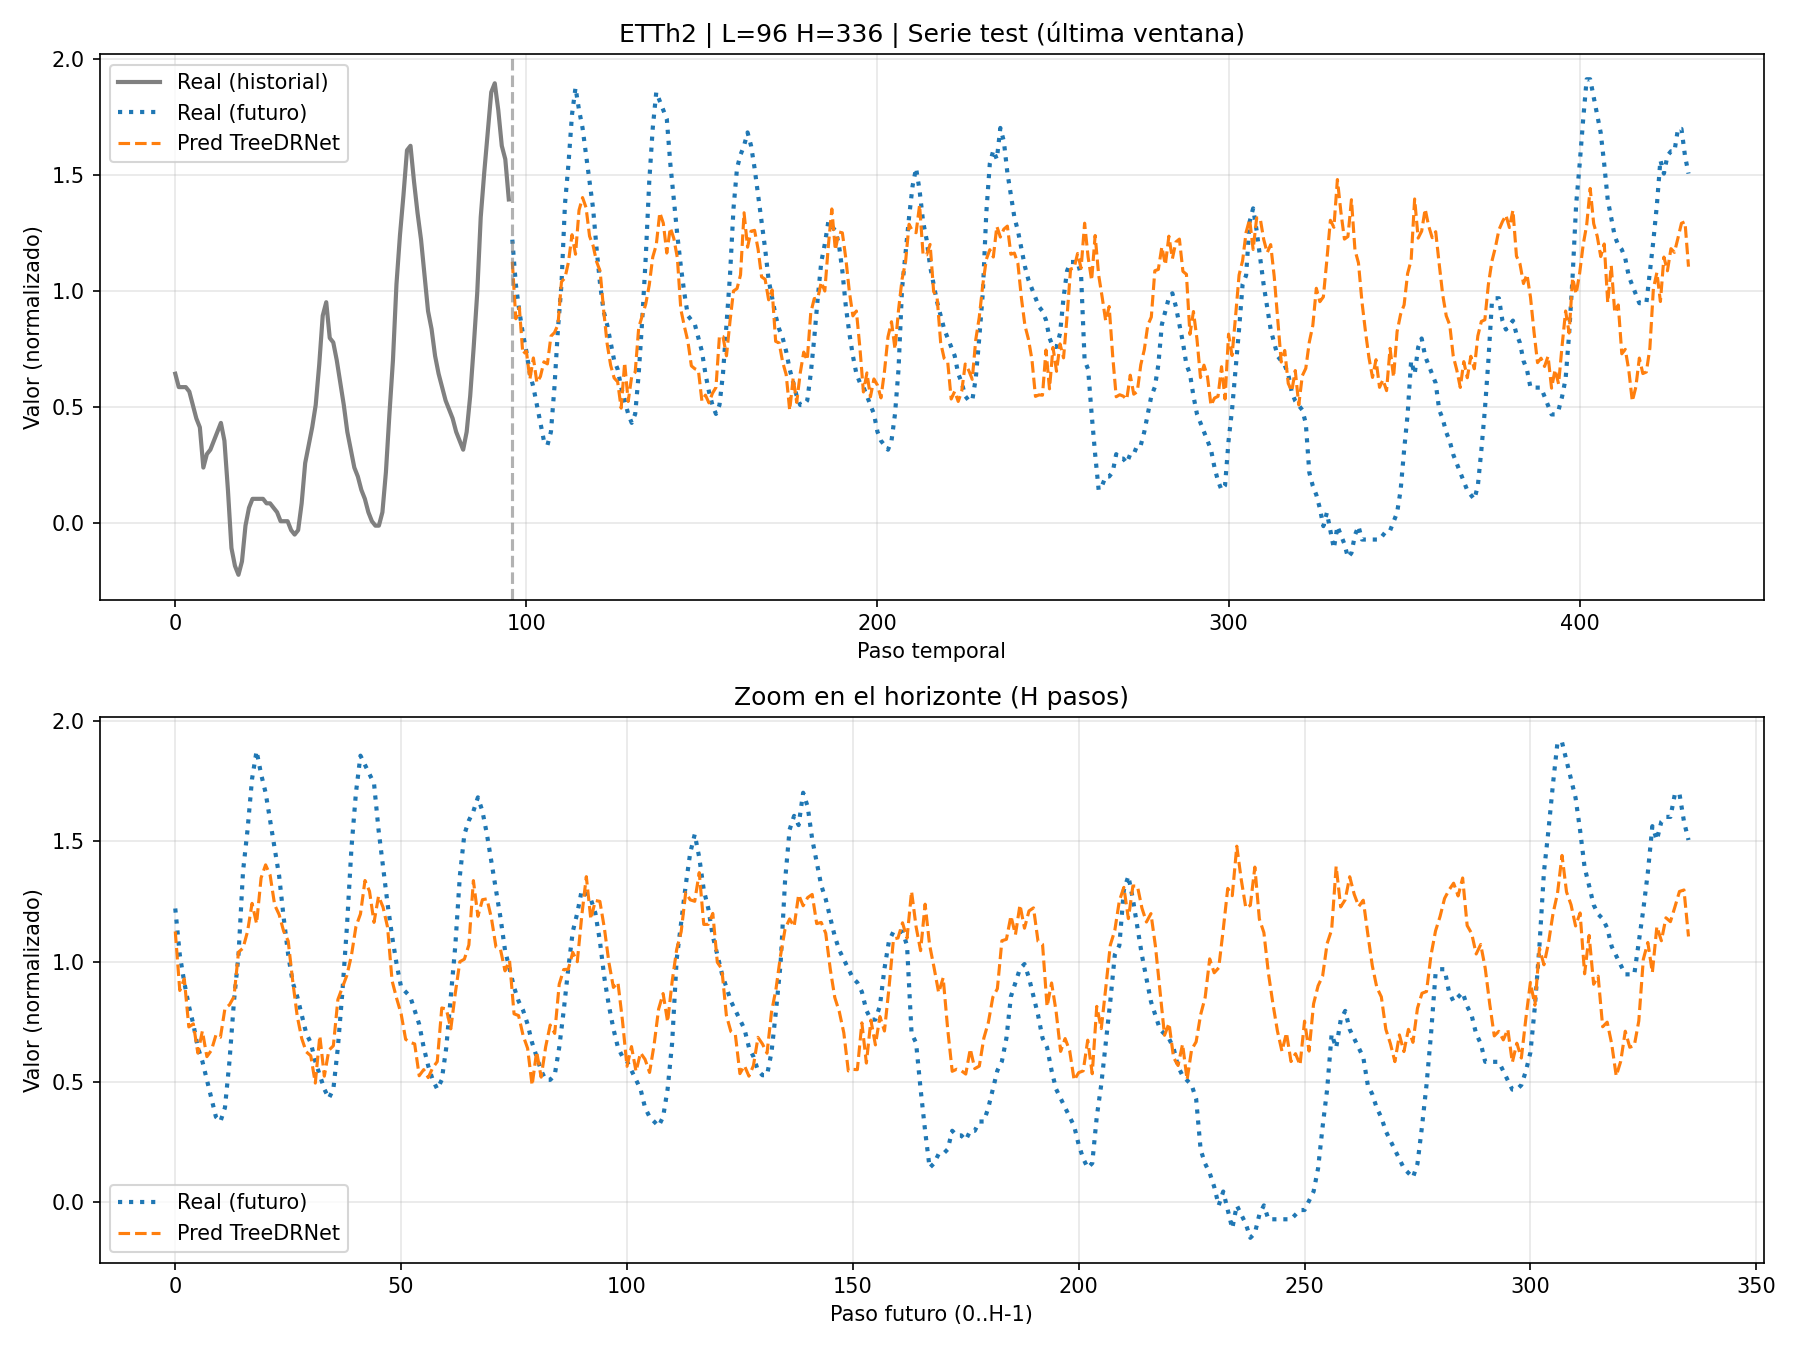 ETTh2 | L=96 H=336 | Serie test (última ventana)
Valor (normalizado)
2.0
1.5
1.0
0.5
0.0
Real (historial)
Real (futuro)
Pred TreeDRNet
0 100 200 300 400
Paso temporal
Zoom en el horizonte (H pasos)
Valor (normalizado)
2.0
1.5
1.0
0.5
0.0
Real (futuro)
Pred TreeDRNet
0 50 100 150 200 250 300 350
Paso futuro (0..H-1)